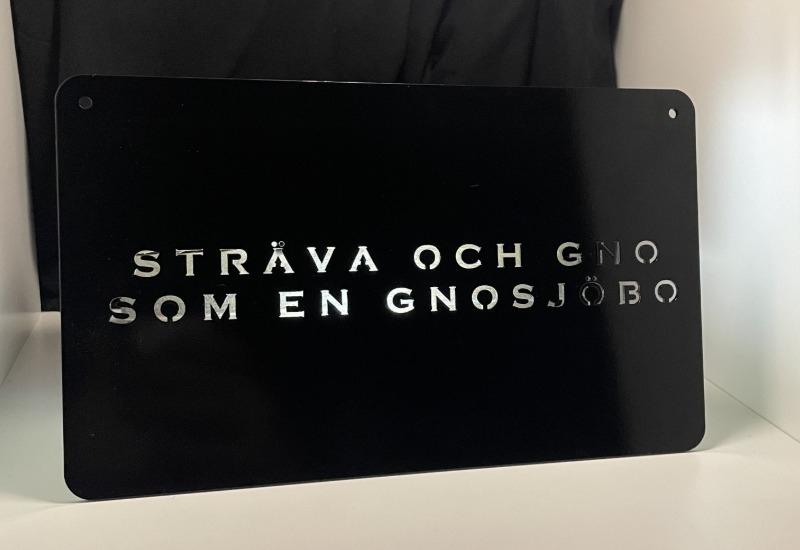 STRÄVA OCH GNO
SOM EN GNOSJÖBO